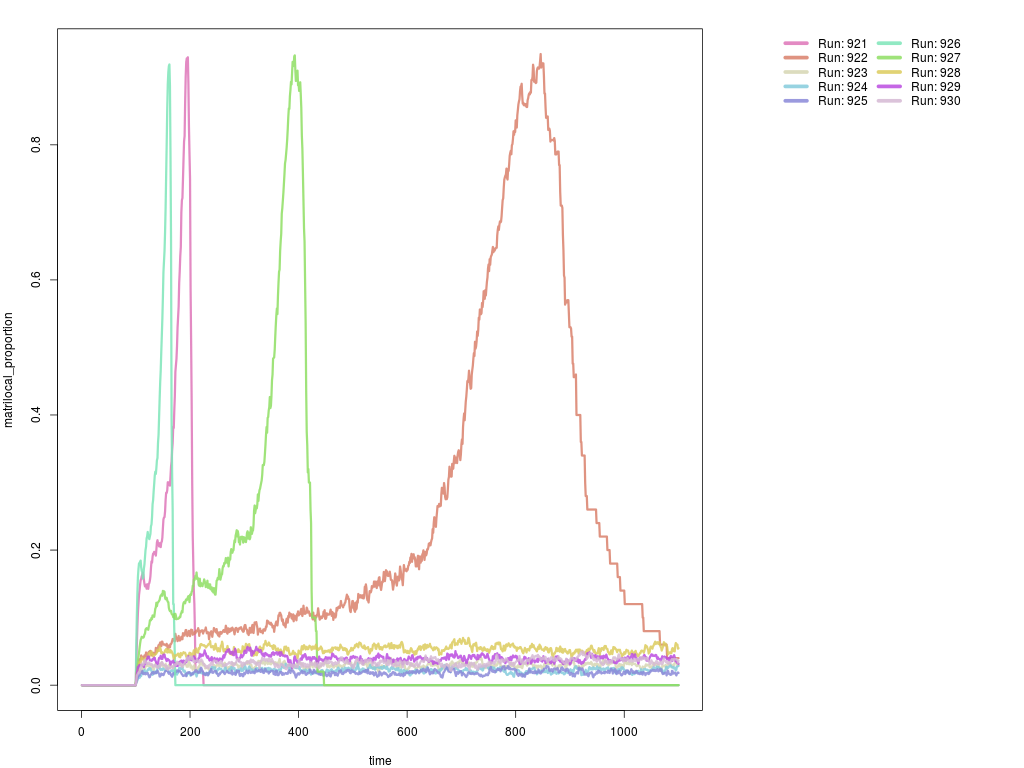 Run: 921 Run: 926
Run: 922 Run: 927
Run: 923 Run: 928
Run: 924 Run: 929
Run: 925 Run: 930
matrilocal_proportion
0.8
0.6
0.4
0.2
0.0
0 200 400 600 800 1000
time